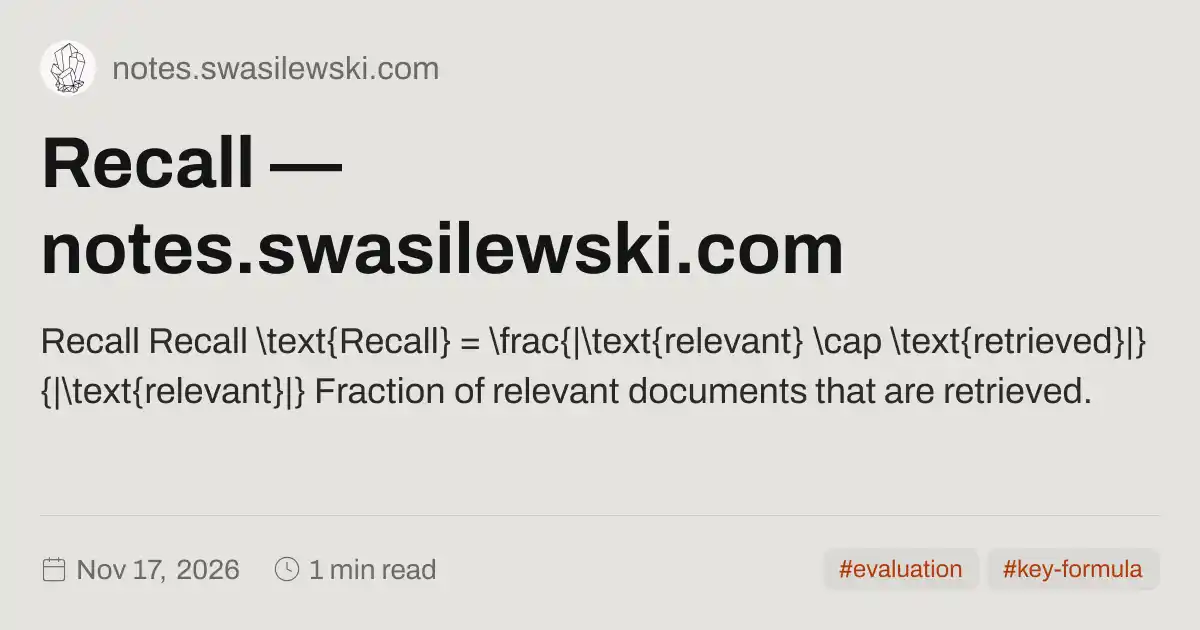 notes.swasilewski.com
Recall —
notes.swasilewski.com
Recall Recall \text{Recall} = \frac{|\text{relevant} \cap \text{retrieved}|}
{|\text{relevant}|} Fraction of relevant documents that are retrieved.
Nov 17, 2026 1 min read #evaluation #key-formula